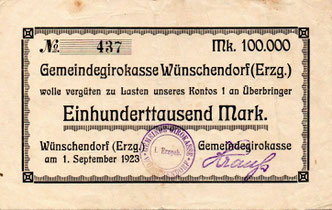 № 437 Mk. 100.000
Gemeindegirokasse Wünschendorf (Erzg.)
wolle vergüten zu Lasten unseres Kontos 1 an Überbringer
Einhunderttausend Mark.
Wünschendorf (Erzg.) Gemeindegirokasse
am 1. September 1923
i. Erzgeb.